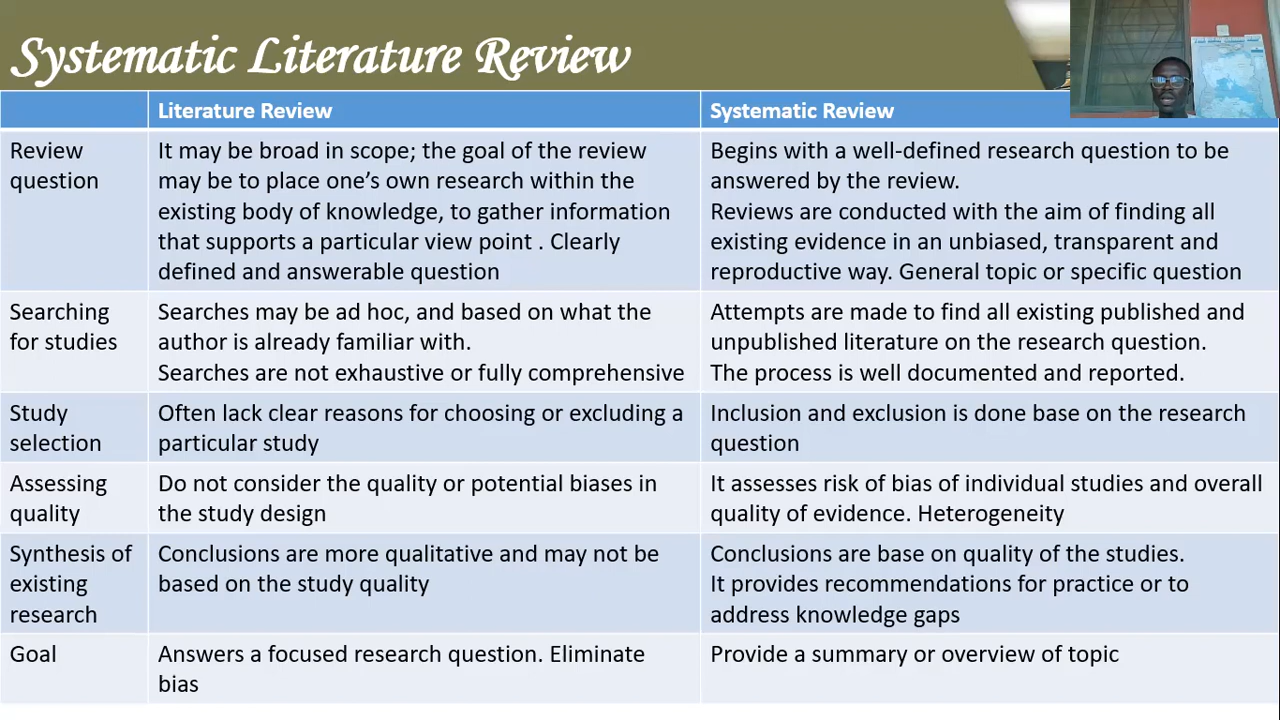 Systematic Literature Review
Literature Review
Systematic Review
Review
question
It may be broad in scope; the goal of the review
may be to place one’s own research within the
existing body of knowledge, to gather information
that supports a particular view point . Clearly
defined and answerable question
Begins with a well-defined research question to be
answered by the review.
Reviews are conducted with the aim of finding all
existing evidence in an unbiased, transparent and
reproductive way. General topic or specific question
Searching
for studies
Searches may be ad hoc, and based on what the
author is already familiar with.
Searches are not exhaustive or fully comprehensive
Attempts are made to find all existing published and
unpublished literature on the research question.
The process is well documented and reported.
Study
selection
Often lack clear reasons for choosing or excluding a
particular study
Inclusion and exclusion is done base on the research
question
Assessing
quality
Do not consider the quality or potential biases in
the study design
It assesses risk of bias of individual studies and overall
quality of evidence. Heterogeneity
Synthesis of
existing
research
Conclusions are more qualitative and may not be
based on the study quality
Conclusions are base on quality of the studies.
It provides recommendations for practice or to
address knowledge gaps
Goal
Answers a focused research question. Eliminate
bias
Provide a summary or overview of topic